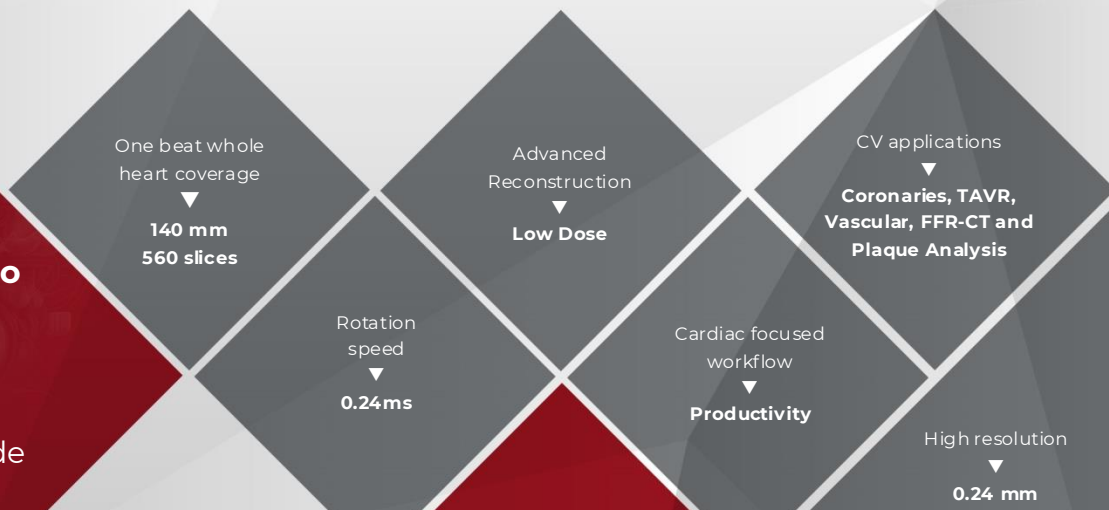 One beat whole
heart coverage
140 mm
560 slices
Advanced
Reconstruction
Low Dose
CV applications
Coronaries, TAVR,
Vascular, FFR-CT and
Plaque Analysis
Rotation
speed
0.24ms
Cardiac focused
workflow
Productivity
High resolution
0.24 mm